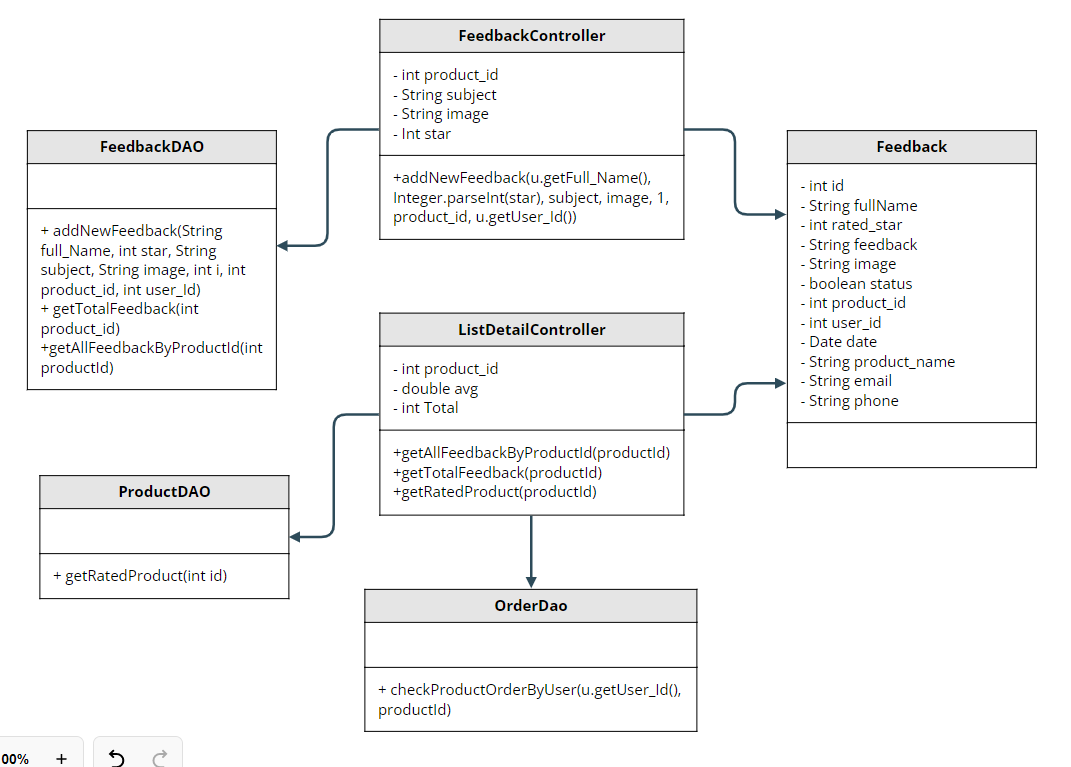 FeedbackController
- int product_id
- String subject
- String image
- Int star
+addNewFeedback(u.getFull_Name(),
Integer.parseInt(star), subject, image, 1,
product_id, u.getUser_Id())
FeedbackDAO
+ addNewFeedback(String
full_Name, int star, String
subject, String image, int i, int
product_id, int user_Id)
+ getTotalFeedback(int
product_id)
+getAllFeedbackByProductId(int
productId)
Feedback
- int id
- String fullName
- int rated_star
- String feedback
- String image
- boolean status
- int product_id
- int user_id
- Date date
- String product_name
- String email
- String phone
ListDetailController
- int product_id
- double avg
- int Total
+getAllFeedbackByProductId(productId)
+getTotalFeedback(productId)
+getRatedProduct(productId)
ProductDAO
+ getRatedProduct(int id)
OrderDao
+ checkProductOrderByUser(u.getUser_Id(),
productId)
00% +